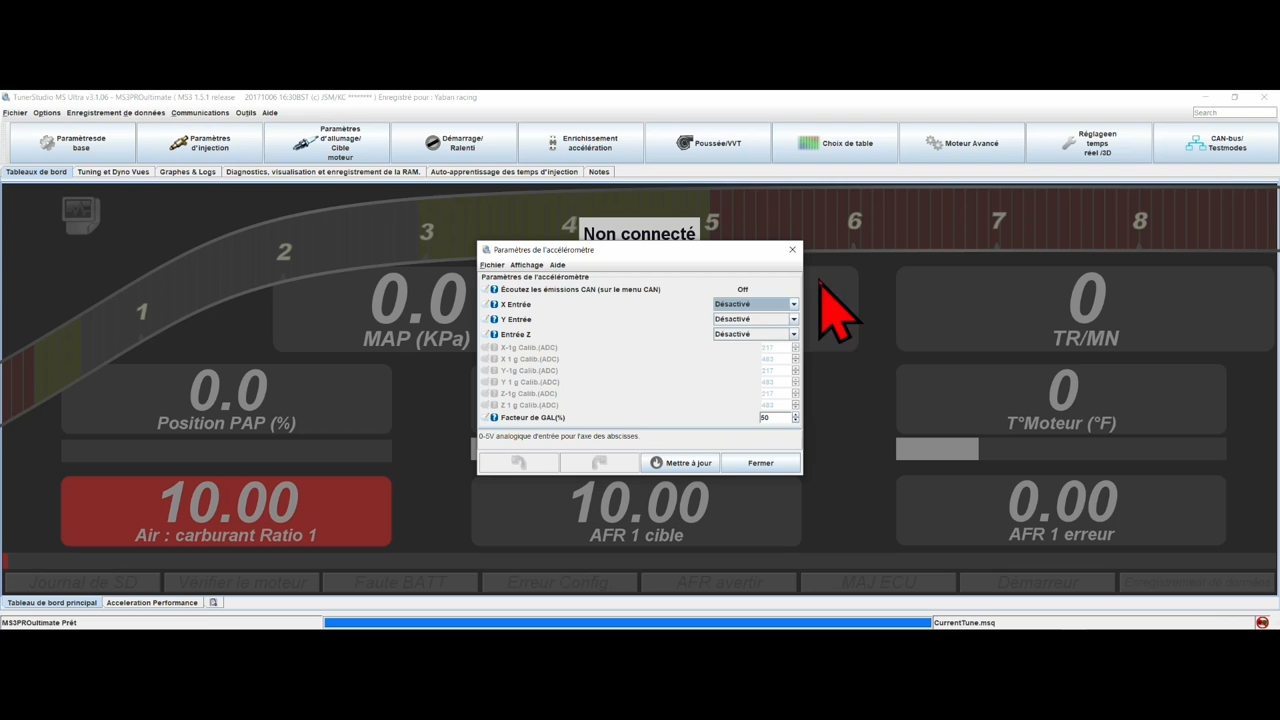 TunerStudio MS Ultra v3.1.06 - MS3PROultimate ( MS3 1.5.1 release    20171006 16:30BST (c) JSM/KC ******** ) Enregistré pour : Yaban racing
Fichier Options Enregistrement de données Communications Outils Aide
Search
Paramètresde
base
Paramètres
d'injection
Paramètres
d'allumage/
Cible
moteur
Démarrage/
Ralenti
Enrichissement
accélération
Poussée/VVT
Choix de table
Moteur Avancé
Réglageen
temps
réel /3D
CAN-bus/
Testmodes
Tableaux de bord Tuning et Dyno Vues Graphes & Logs Diagnostics, visualisation et enregistrement de la RAM. Auto-apprentissage des temps d'injection Notes
1 2 3 4 5 6 7 8
Non connecté
Paramètres de l'accéléromètre
Fichier Affichage Aide
Paramètres de l'accéléromètre
Écoutez les émissions CAN (sur le menu CAN) Off
X Entrée Désactivé
Y Entrée Désactivé
Entrée Z Désactivé
X-1g Calib.(ADC) 217
X 1 g Calib.(ADC) 483
Y-1g Calib.(ADC) 217
Y 1 g Calib.(ADC) 483
Z-1g Calib.(ADC) 217
Z 1 g Calib.(ADC) 483
Facteur de GAL(%) 50
0-5V analogique d'entrée pour l'axe des abscisses.
Mettre à jour Fermer
0.0
MAP (KPa)
0
TR/MN
0.0
Position PAP (%)
0
T°Moteur (°F)
10.00
Air : carburant Ratio 1
10.00
AFR 1 cible
0.00
AFR 1 erreur
Journal de SD Vérifier la moteur Faute BATT Erreur Config AFR avertir MAJ ECU Démarreur Enregistrement de données
Tableau de bord principal Acceleration Performance
MS3PROultimate Prêt CurrentTune.msq